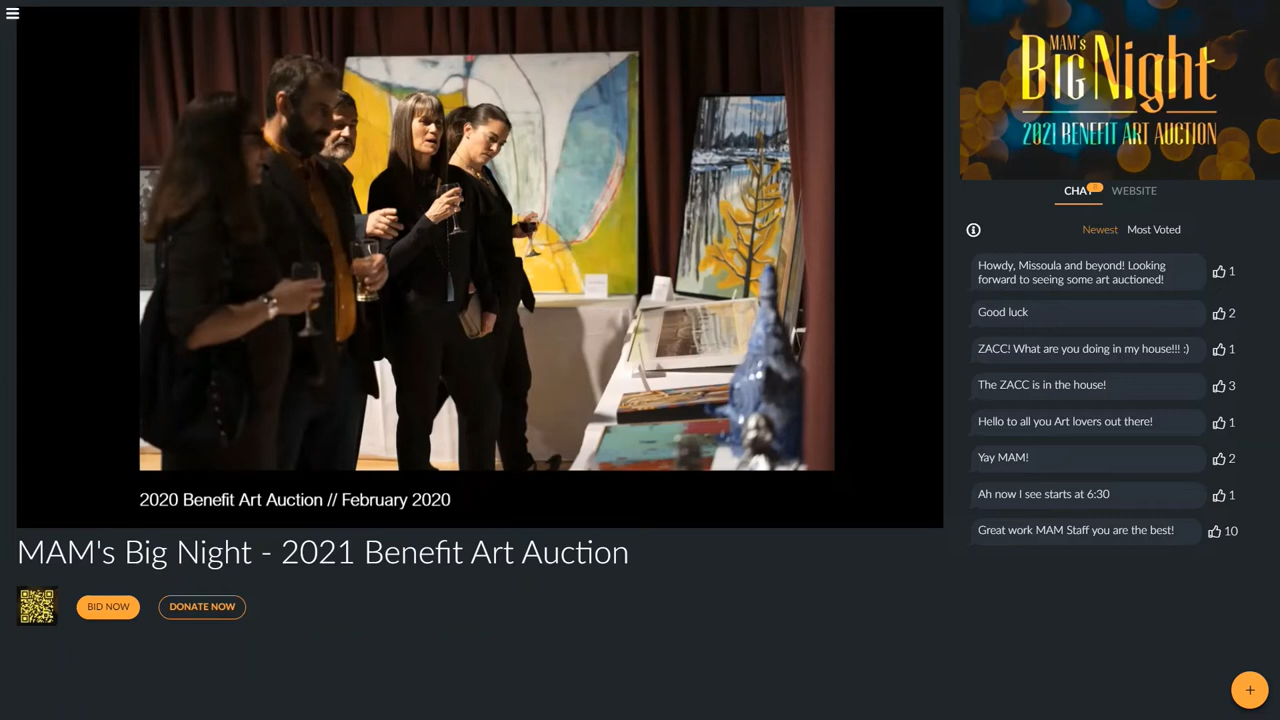 2020 Benefit Art Auction // February 2020
MAM's Big Night - 2021 Benefit Art Auction
BID NOW
DONATE NOW
MAM's
Big Night
2021 BENEFIT ART AUCTION
CHAT
WEBSITE
Newest
Most Voted
Howdy, Missoula and beyond! Looking
forward to seeing some art auctioned!
1
Good luck
2
ZACC! What are you doing in my house!!! :)
1
The ZACC is in the house!
3
Hello to all you Art lovers out there!
1
Yay MAM!
2
Ah now I see starts at 6:30
1
Great work MAM Staff you are the best!
10
+